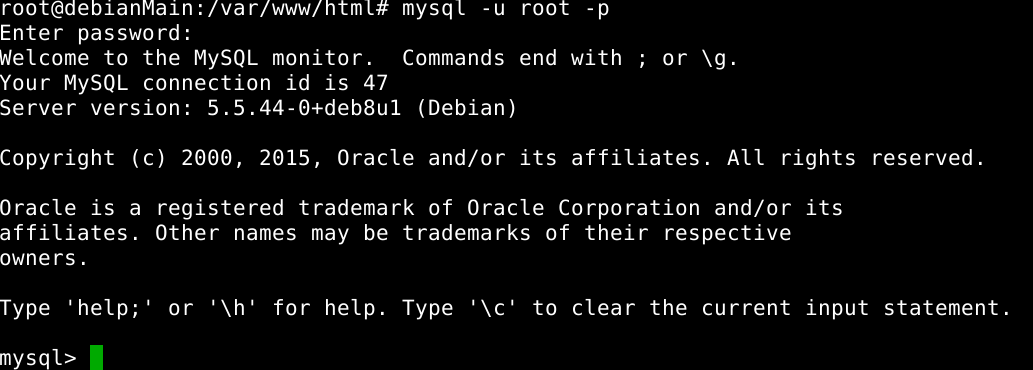 root@debianMain:/var/www/html# mysql -u root -p
Enter password:
Welcome to the MySQL monitor.  Commands end with ; or \g.
Your MySQL connection id is 47
Server version: 5.5.44-0+deb8u1 (Debian)

Copyright (c) 2000, 2015, Oracle and/or its affiliates. All rights reserved.

Oracle is a registered trademark of Oracle Corporation and/or its
affiliates. Other names may be trademarks of their respective
owners.

Type 'help;' or '\h' for help. Type '\c' to clear the current input statement.

mysql>